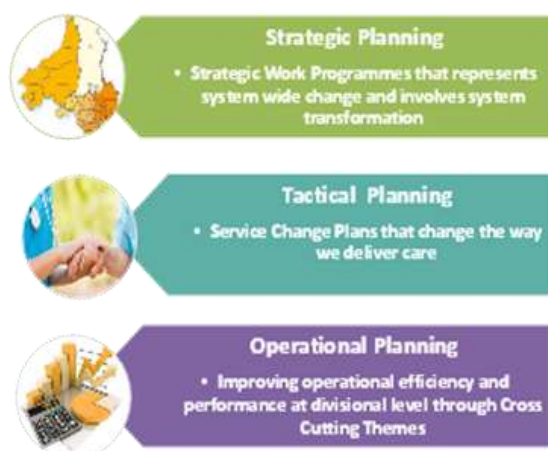 Strategic Planning
• Strategic Work Programmes that represents
system wide change and involves system
transformation
Tactical Planning
• Service Change Plans that change the way
we deliver care
Operational Planning
• Improving operational efficiency and
performance at divisional level through Cross
Cutting Themes